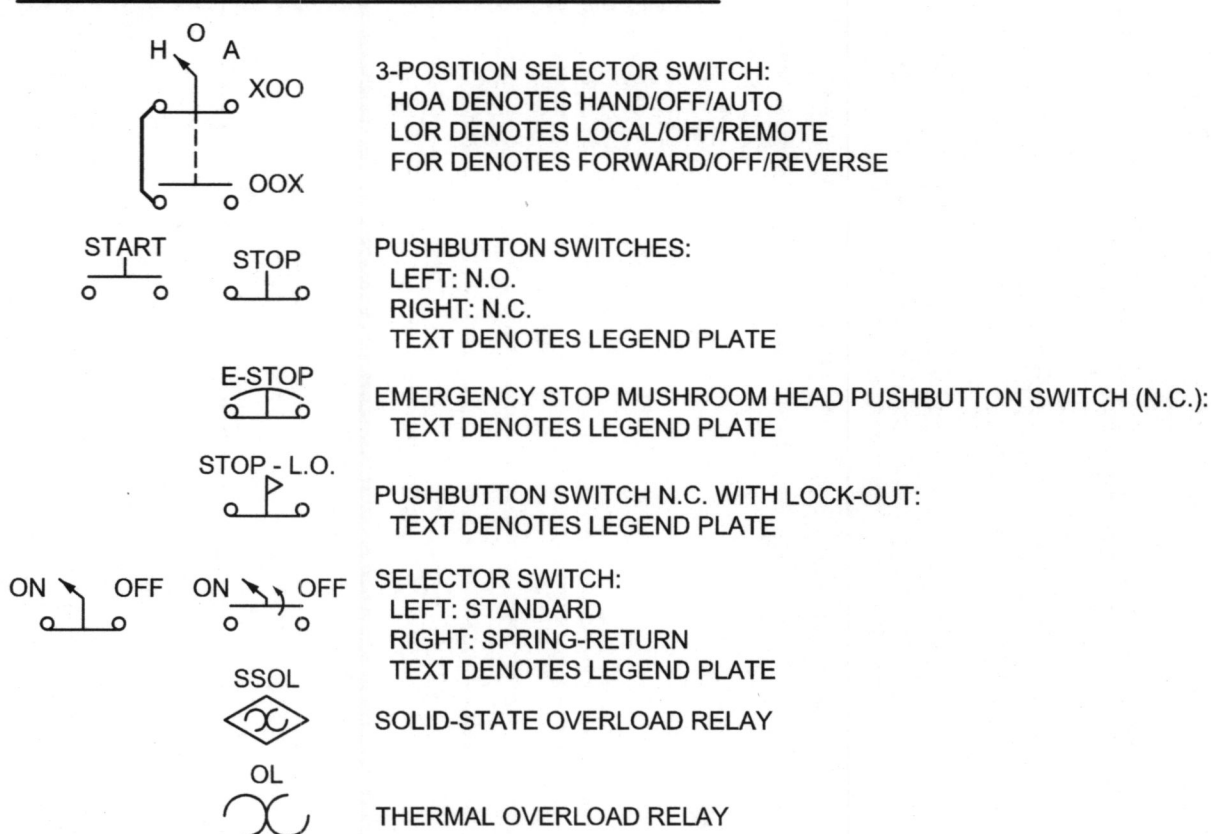 H O A
XOO
OOX
3-POSITION SELECTOR SWITCH:
HOA DENOTES HAND/OFF/AUTO
LOR DENOTES LOCAL/OFF/REMOTE
FOR DENOTES FORWARD/OFF/REVERSE
START STOP
PUSHBUTTON SWITCHES:
LEFT: N.O.
RIGHT: N.C.
TEXT DENOTES LEGEND PLATE
E-STOP
EMERGENCY STOP MUSHROOM HEAD PUSHBUTTON SWITCH (N.C.):
TEXT DENOTES LEGEND PLATE
STOP - L.O.
PUSHBUTTON SWITCH N.C. WITH LOCK-OUT:
TEXT DENOTES LEGEND PLATE
ON OFF ON OFF
SELECTOR SWITCH:
LEFT: STANDARD
RIGHT: SPRING-RETURN
TEXT DENOTES LEGEND PLATE
SSOL
SOLID-STATE OVERLOAD RELAY
OL
THERMAL OVERLOAD RELAY